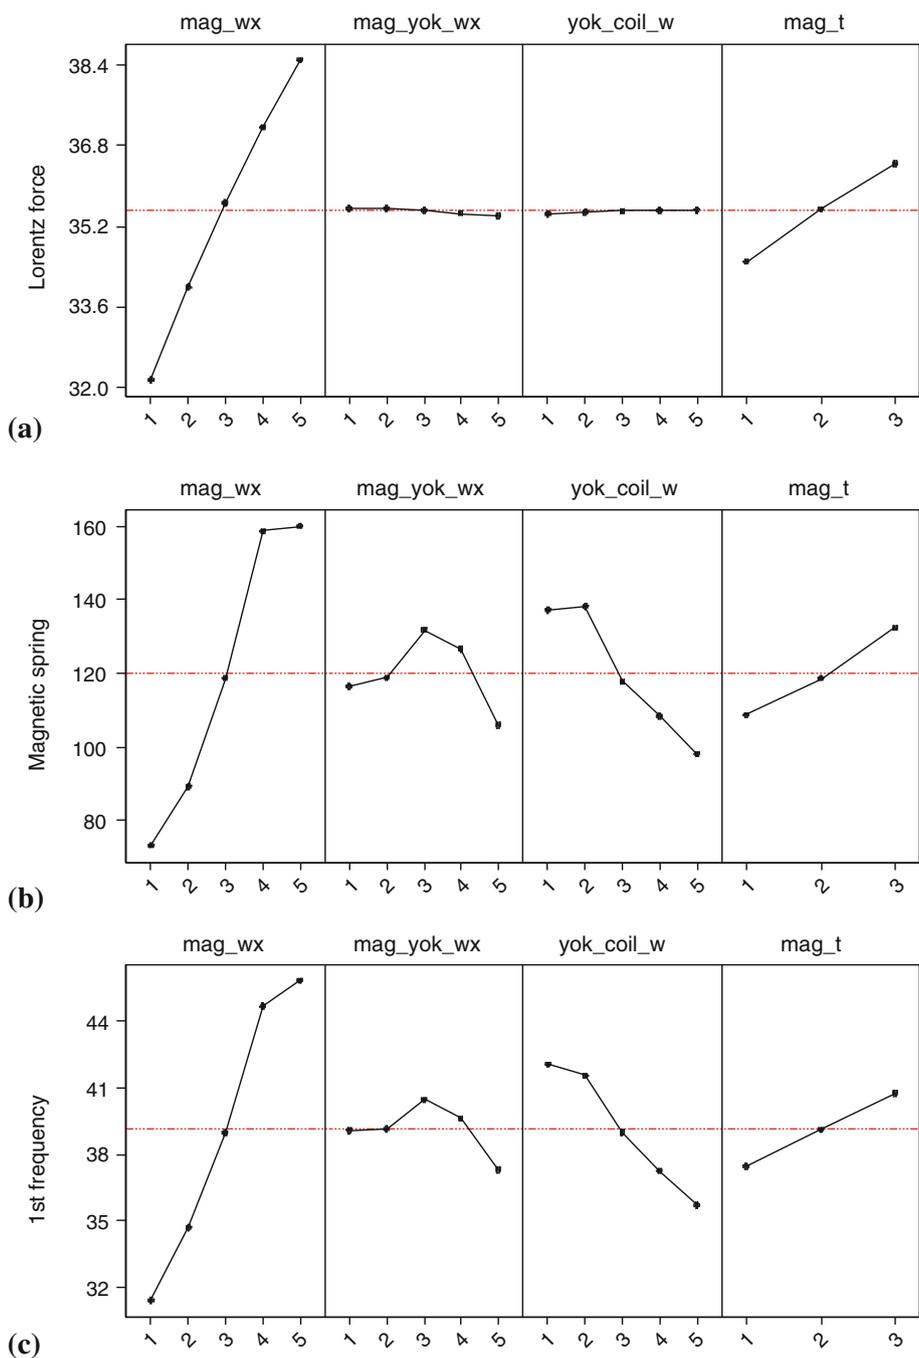 mag_wx mag_yok_wx yok_coil_w mag_t
38.4
36.8
35.2
33.6
32.0
Lorentz force
1 2 3 4 5 1 2 3 4 5 1 2 3 4 5 1 2 3
(a)
mag_wx mag_yok_wx yok_coil_w mag_t
160
140
120
100
80
Magnetic spring
1 2 3 4 5 1 2 3 4 5 1 2 3 4 5 1 2 3
(b)
mag_wx mag_yok_wx yok_coil_w mag_t
44
41
38
35
32
1st frequency
1 2 3 4 5 1 2 3 4 5 1 2 3 4 5 1 2 3
(c)